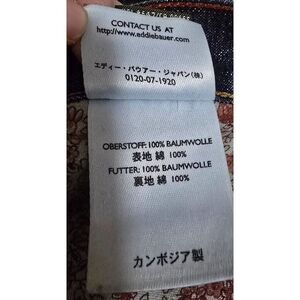 CONTACT US AT
http://www.eddiebauer.com
エディー・バウアー・ジャパン(株)
0120-07-1920
OBERSTOFF: 100% BAUMWOLLE
表地 綿 100%
FUTTER: 100% BAUMWOLLE
裏地 綿 100%
カンボジア製